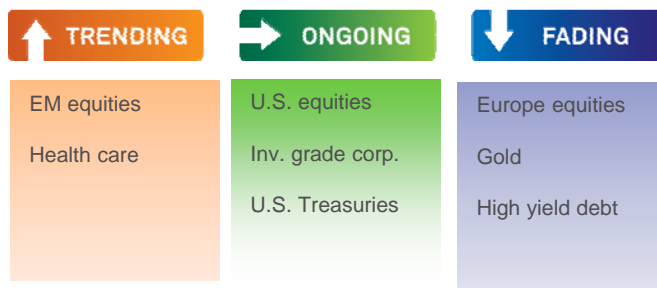 TRENDING
EM equities
Health care
ONGOING
U.S. equities
Inv. grade corp.
U.S. Treasuries
FADING
Europe equities
Gold
High yield debt